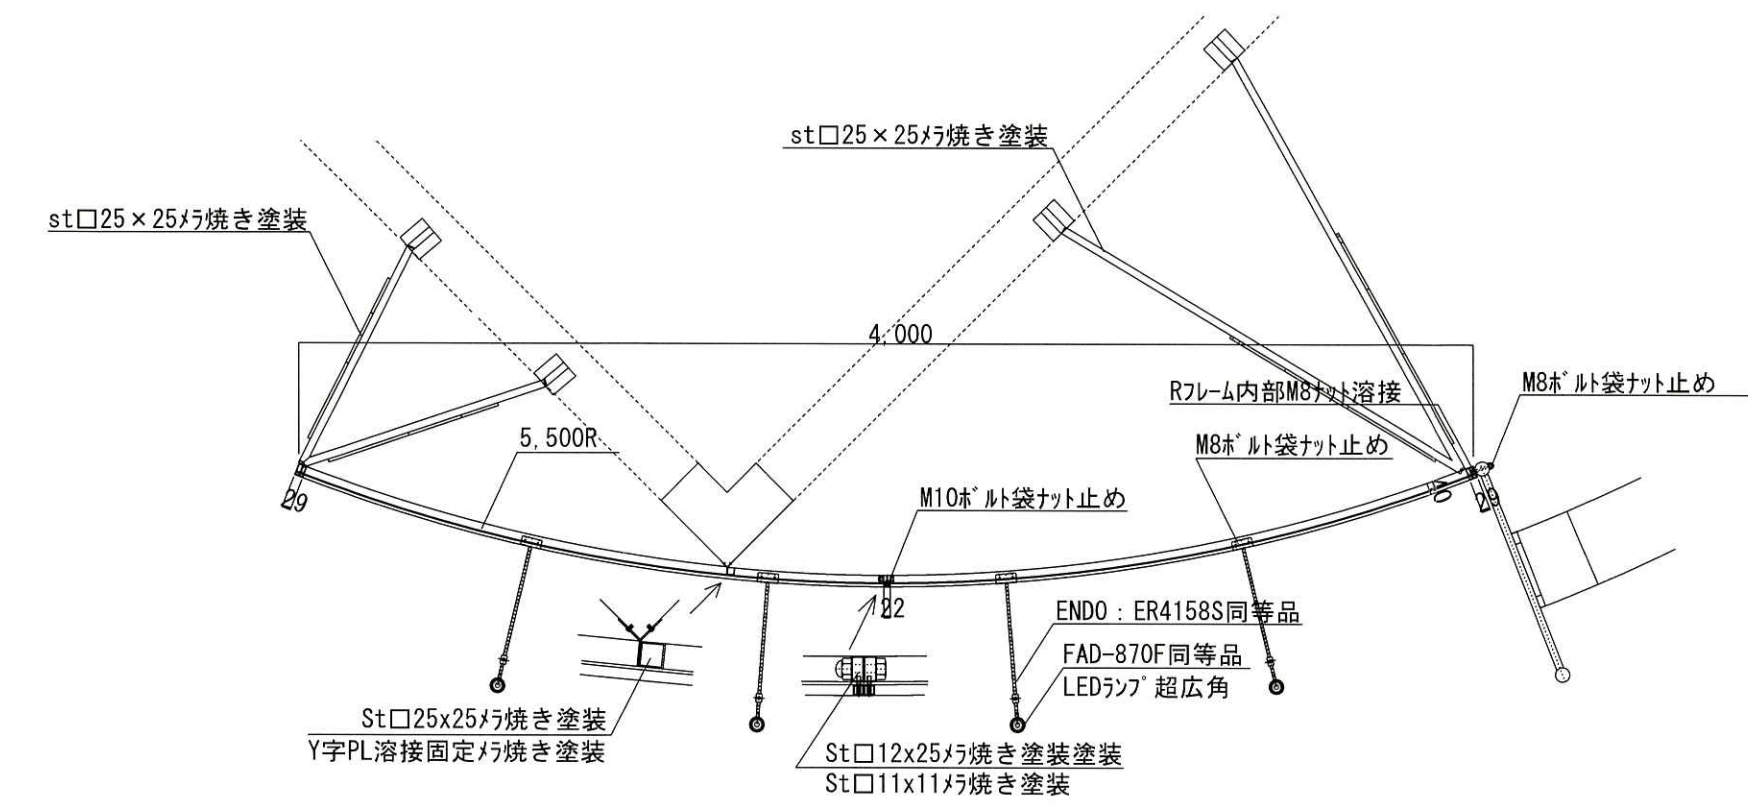 st□25×25ﾒﾗ焼き塗装
st□25×25ﾒﾗ焼き塗装
4,000
Rﾌﾚｰﾑ内部M8ﾅｯﾄ溶接
M8ﾎﾞﾙﾄ袋ﾅｯﾄ止め
5,500R
M8ﾎﾞﾙﾄ袋ﾅｯﾄ止め
29
M10ﾎﾞﾙﾄ袋ﾅｯﾄ止め
22
ENDO：ER4158S同等品
FAD-870F同等品
LEDﾗﾝﾌﾟ超広角
St□25x25ﾒﾗ焼き塗装
Y字PL溶接固定ﾒﾗ焼き塗装
St□12x25ﾒﾗ焼き塗装塗装
St□11x11ﾒﾗ焼き塗装